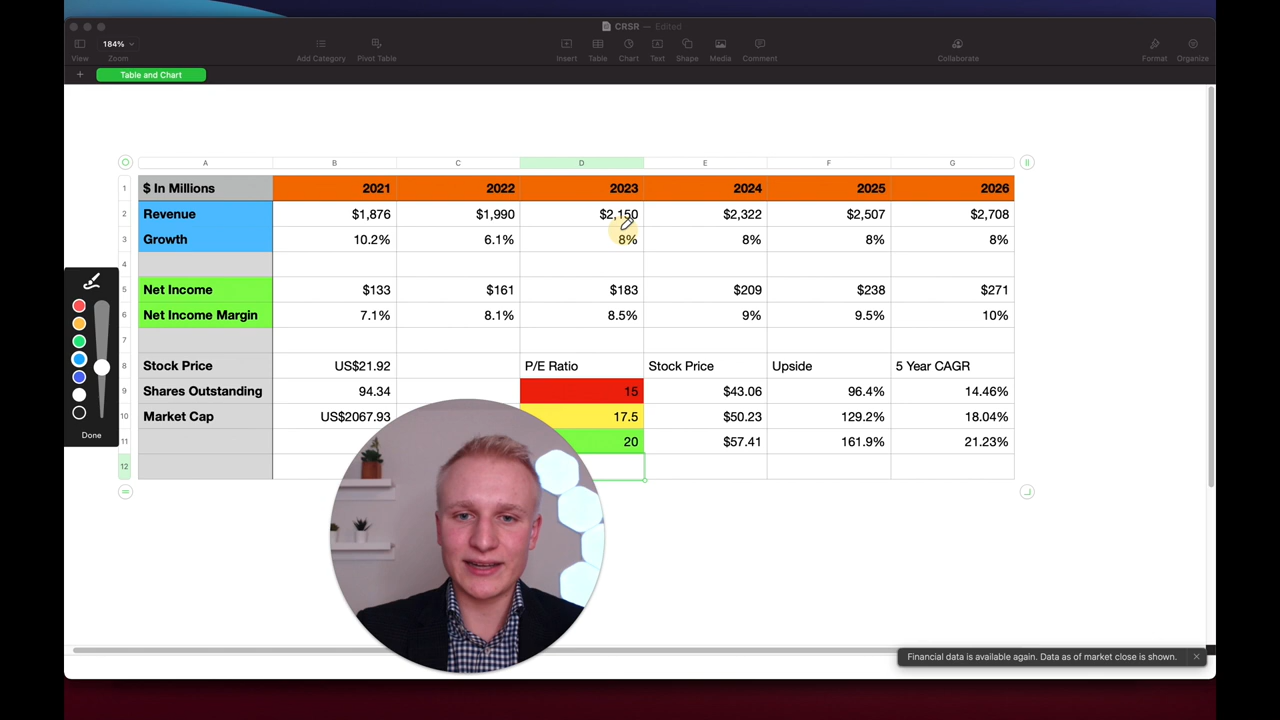 CRSR — Edited
184%
View Zoom Add Category Pivot Table Insert Table Chart Text Shape Media Comment Collaborate Format Organize
+ Table and Chart
A B C D E F G
1 $ In Millions 2021 2022 2023 2024 2025 2026
2 Revenue $1,876 $1,990 $2,150 $2,322 $2,507 $2,708
3 Growth 10.2% 6.1% 8% 8% 8% 8%
4
5 Net Income $133 $161 $183 $209 $238 $271
6 Net Income Margin 7.1% 8.1% 8.5% 9% 9.5% 10%
7
8 Stock Price US$21.92 P/E Ratio Stock Price Upside 5 Year CAGR
9 Shares Outstanding 94.34 15 $43.06 96.4% 14.46%
10 Market Cap US$2067.93 17.5 $50.23 129.2% 18.04%
11 20 $57.41 161.9% 21.23%
12
Done
Financial data is available again. Data as of market close is shown.